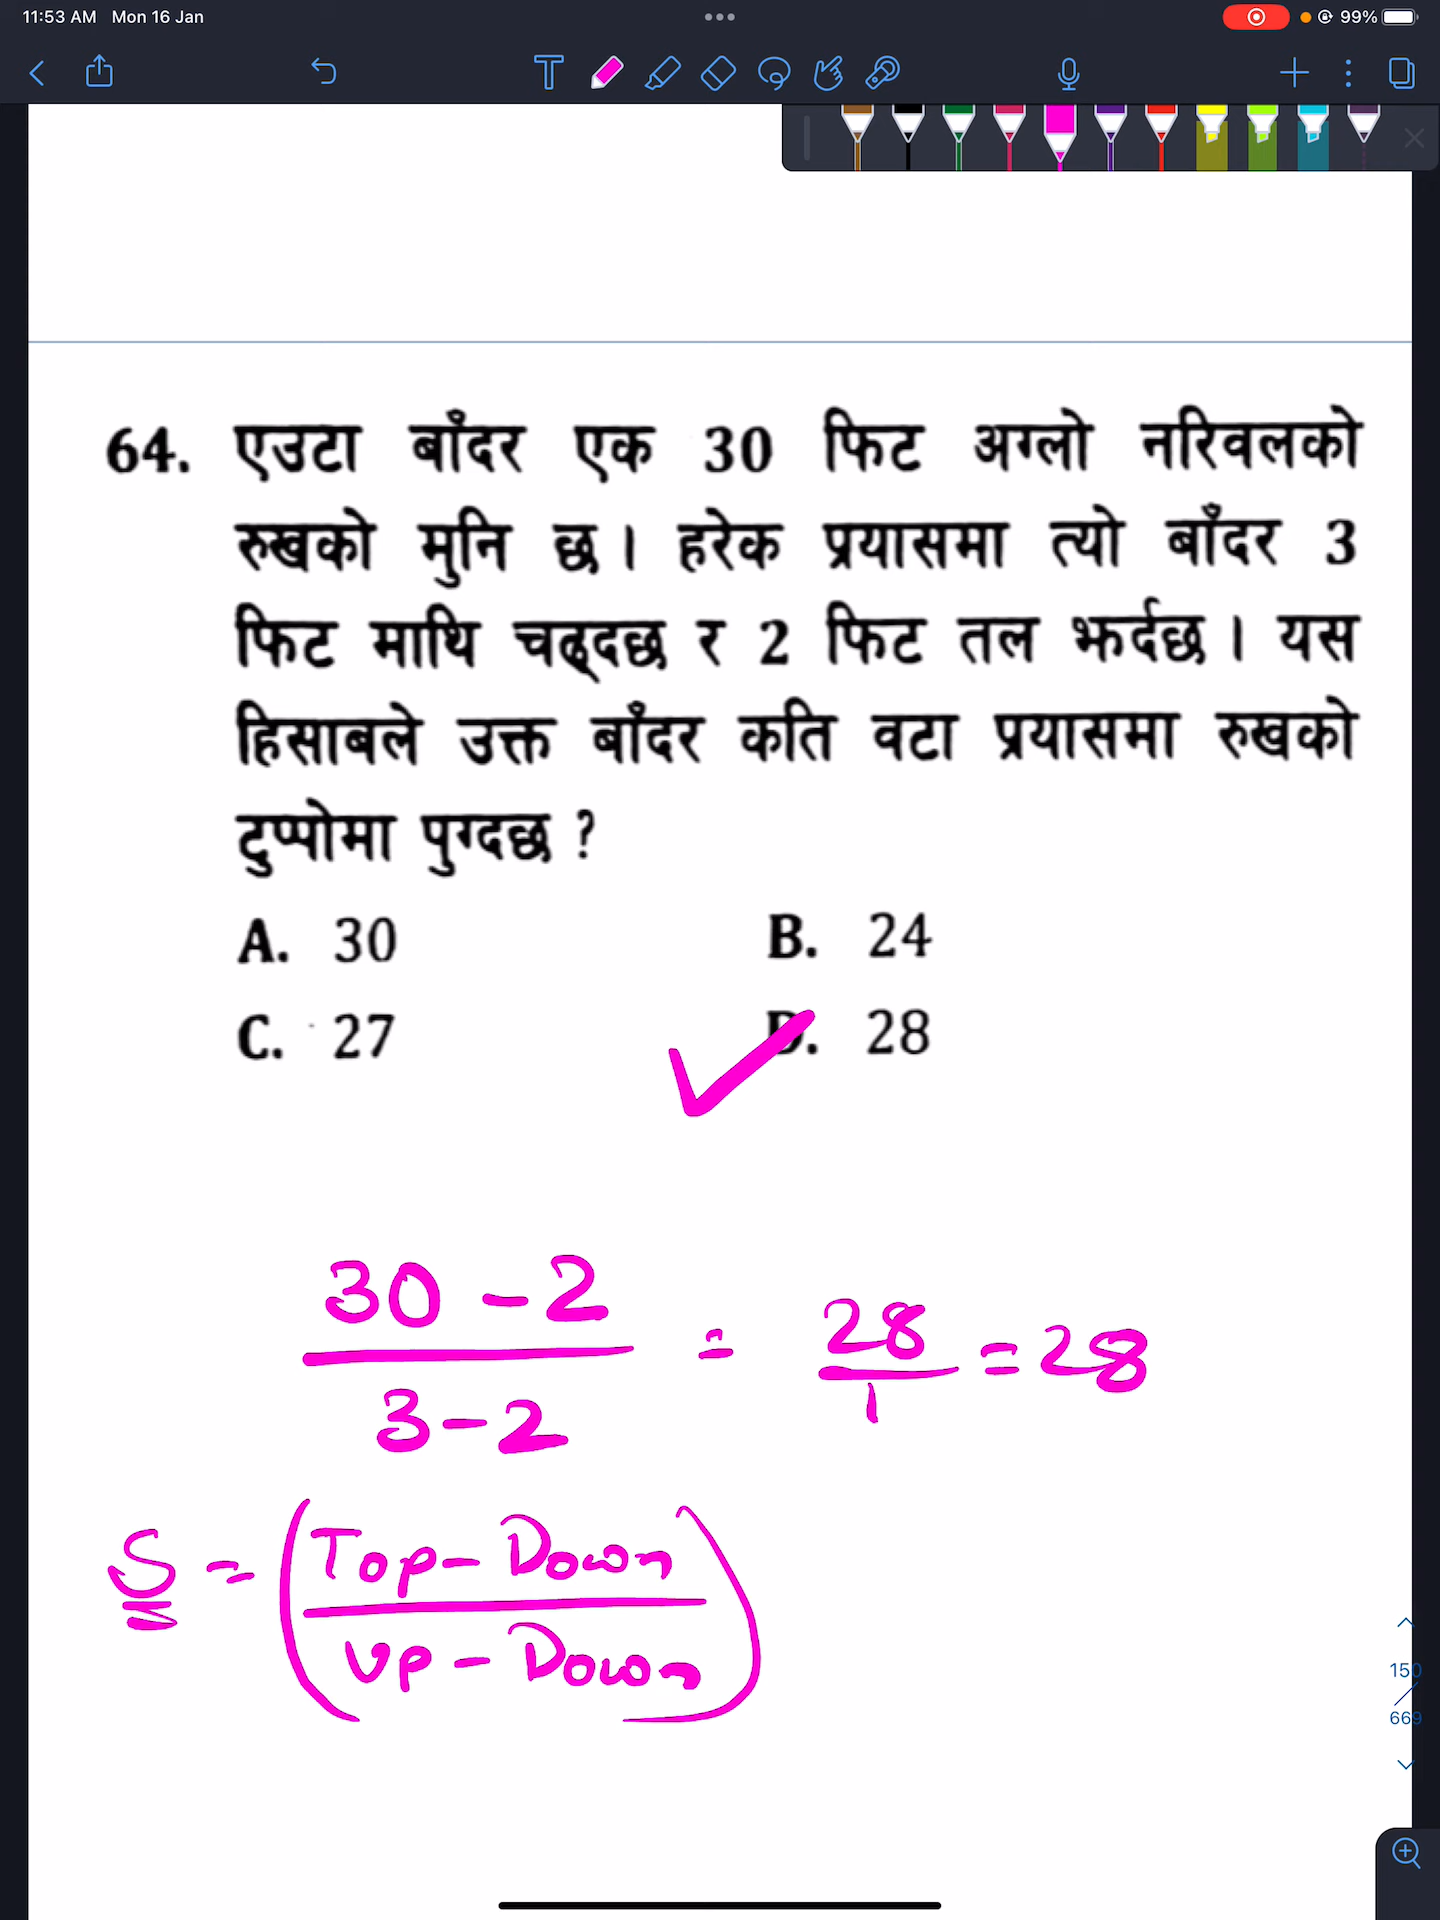 11:53 AM Mon 16 Jan
99%
64. एउटा बाँदर एक 30 फिट अग्लो नरिवलको
रुखको मुनि छ। हरेक प्रयासमा त्यो बाँदर 3
फिट माथि चढ्दछ र 2 फिट तल झर्दछ। यस
हिसाबले उक्त बाँदर कति वटा प्रयासमा रुखको
टुप्पोमा पुग्दछ ?
A. 30 B. 24
C. 27 D. 28
30 - 2 / 3 - 2 = 28 / 1 = 28
S = (Top - Down / Up - Down)
150
669